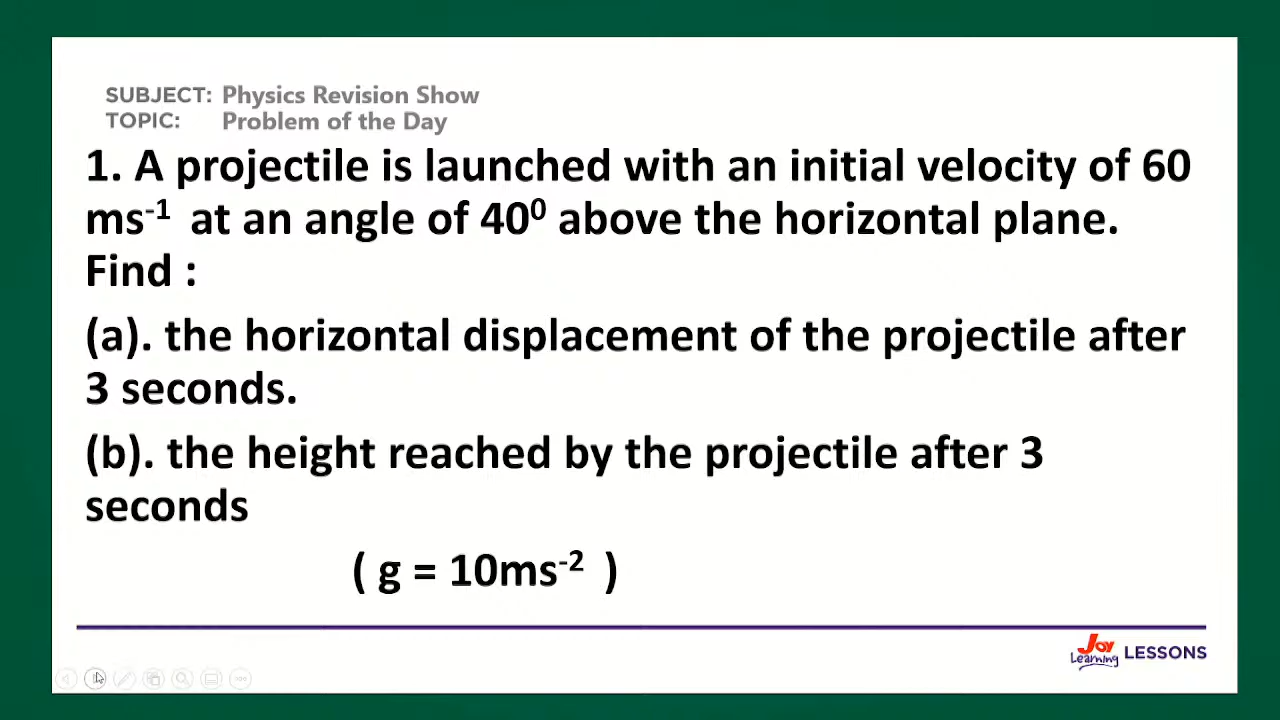 SUBJECT: Physics Revision Show
TOPIC: Problem of the Day
1. A projectile is launched with an initial velocity of 60
ms⁻¹ at an angle of 40⁰ above the horizontal plane.
Find :
(a). the horizontal displacement of the projectile after
3 seconds.
(b). the height reached by the projectile after 3
seconds
( g = 10ms⁻² )
Joy Learning LESSONS